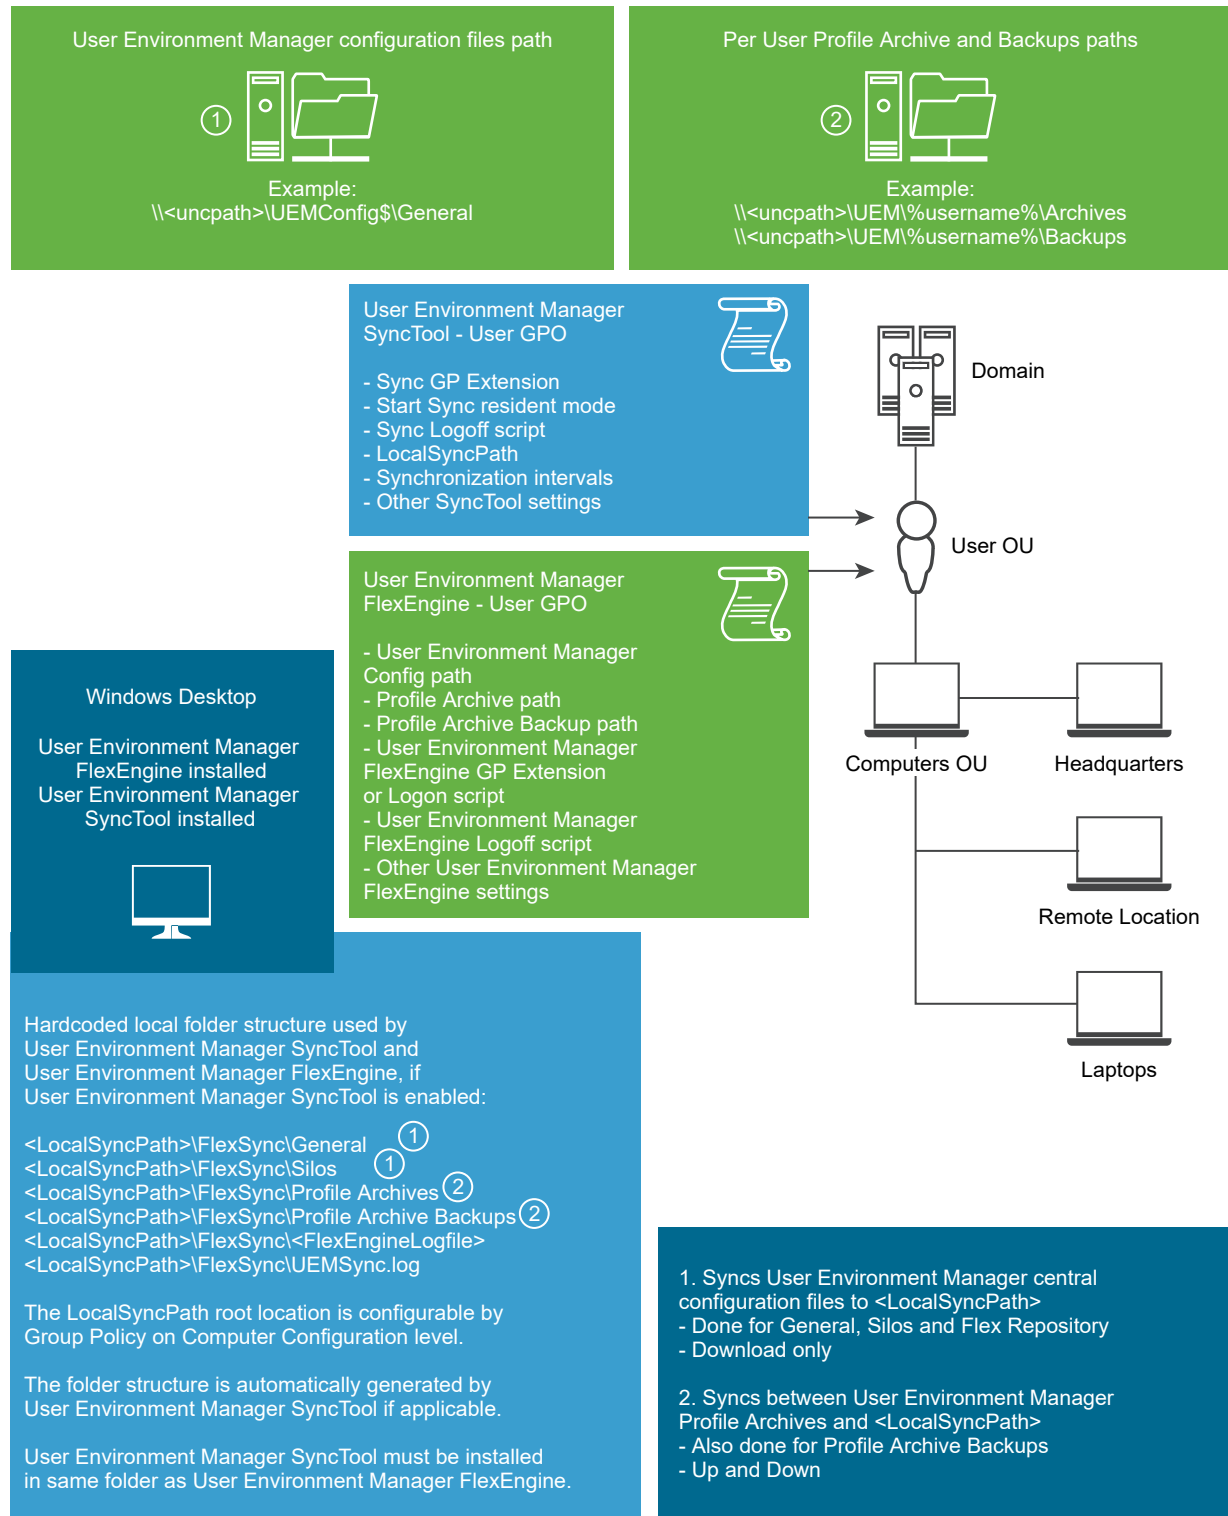 User Environment Manager configuration files path
1
Example:
\\<uncpath>\UEMConfig$\General
Per User Profile Archive and Backups paths
2
Example:
\\<uncpath>\UEM\%username%\Archives
\\<uncpath>\UEM\%username%\Backups
User Environment Manager
SyncTool - User GPO
- Sync GP Extension
- Start Sync resident mode
- Sync Logoff script
- LocalSyncPath
- Synchronization intervals
- Other SyncTool settings
Domain
User OU
User Environment Manager
FlexEngine - User GPO
- User Environment Manager
Config path
- Profile Archive path
- Profile Archive Backup path
- User Environment Manager
FlexEngine GP Extension
or Logon script
- User Environment Manager
FlexEngine Logoff script
- Other User Environment Manager
FlexEngine settings
Computers OU
Headquarters
Remote Location
Laptops
Windows Desktop
User Environment Manager
FlexEngine installed
User Environment Manager
SyncTool installed
Hardcoded local folder structure used by
User Environment Manager SyncTool and
User Environment Manager FlexEngine, if
User Environment Manager SyncTool is enabled:
<LocalSyncPath>\FlexSync\General 1
<LocalSyncPath>\FlexSync\Silos 1
<LocalSyncPath>\FlexSync\Profile Archives 2
<LocalSyncPath>\FlexSync\Profile Archive Backups 2
<LocalSyncPath>\FlexSync\<FlexEngineLogfile>
<LocalSyncPath>\FlexSync\UEMSync.log
The LocalSyncPath root location is configurable by
Group Policy on Computer Configuration level.
The folder structure is automatically generated by
User Environment Manager SyncTool if applicable.
User Environment Manager SyncTool must be installed
in same folder as User Environment Manager FlexEngine.
1. Syncs User Environment Manager central
configuration files to <LocalSyncPath>
- Done for General, Silos and Flex Repository
- Download only
2. Syncs between User Environment Manager
Profile Archives and <LocalSyncPath>
- Also done for Profile Archive Backups
- Up and Down